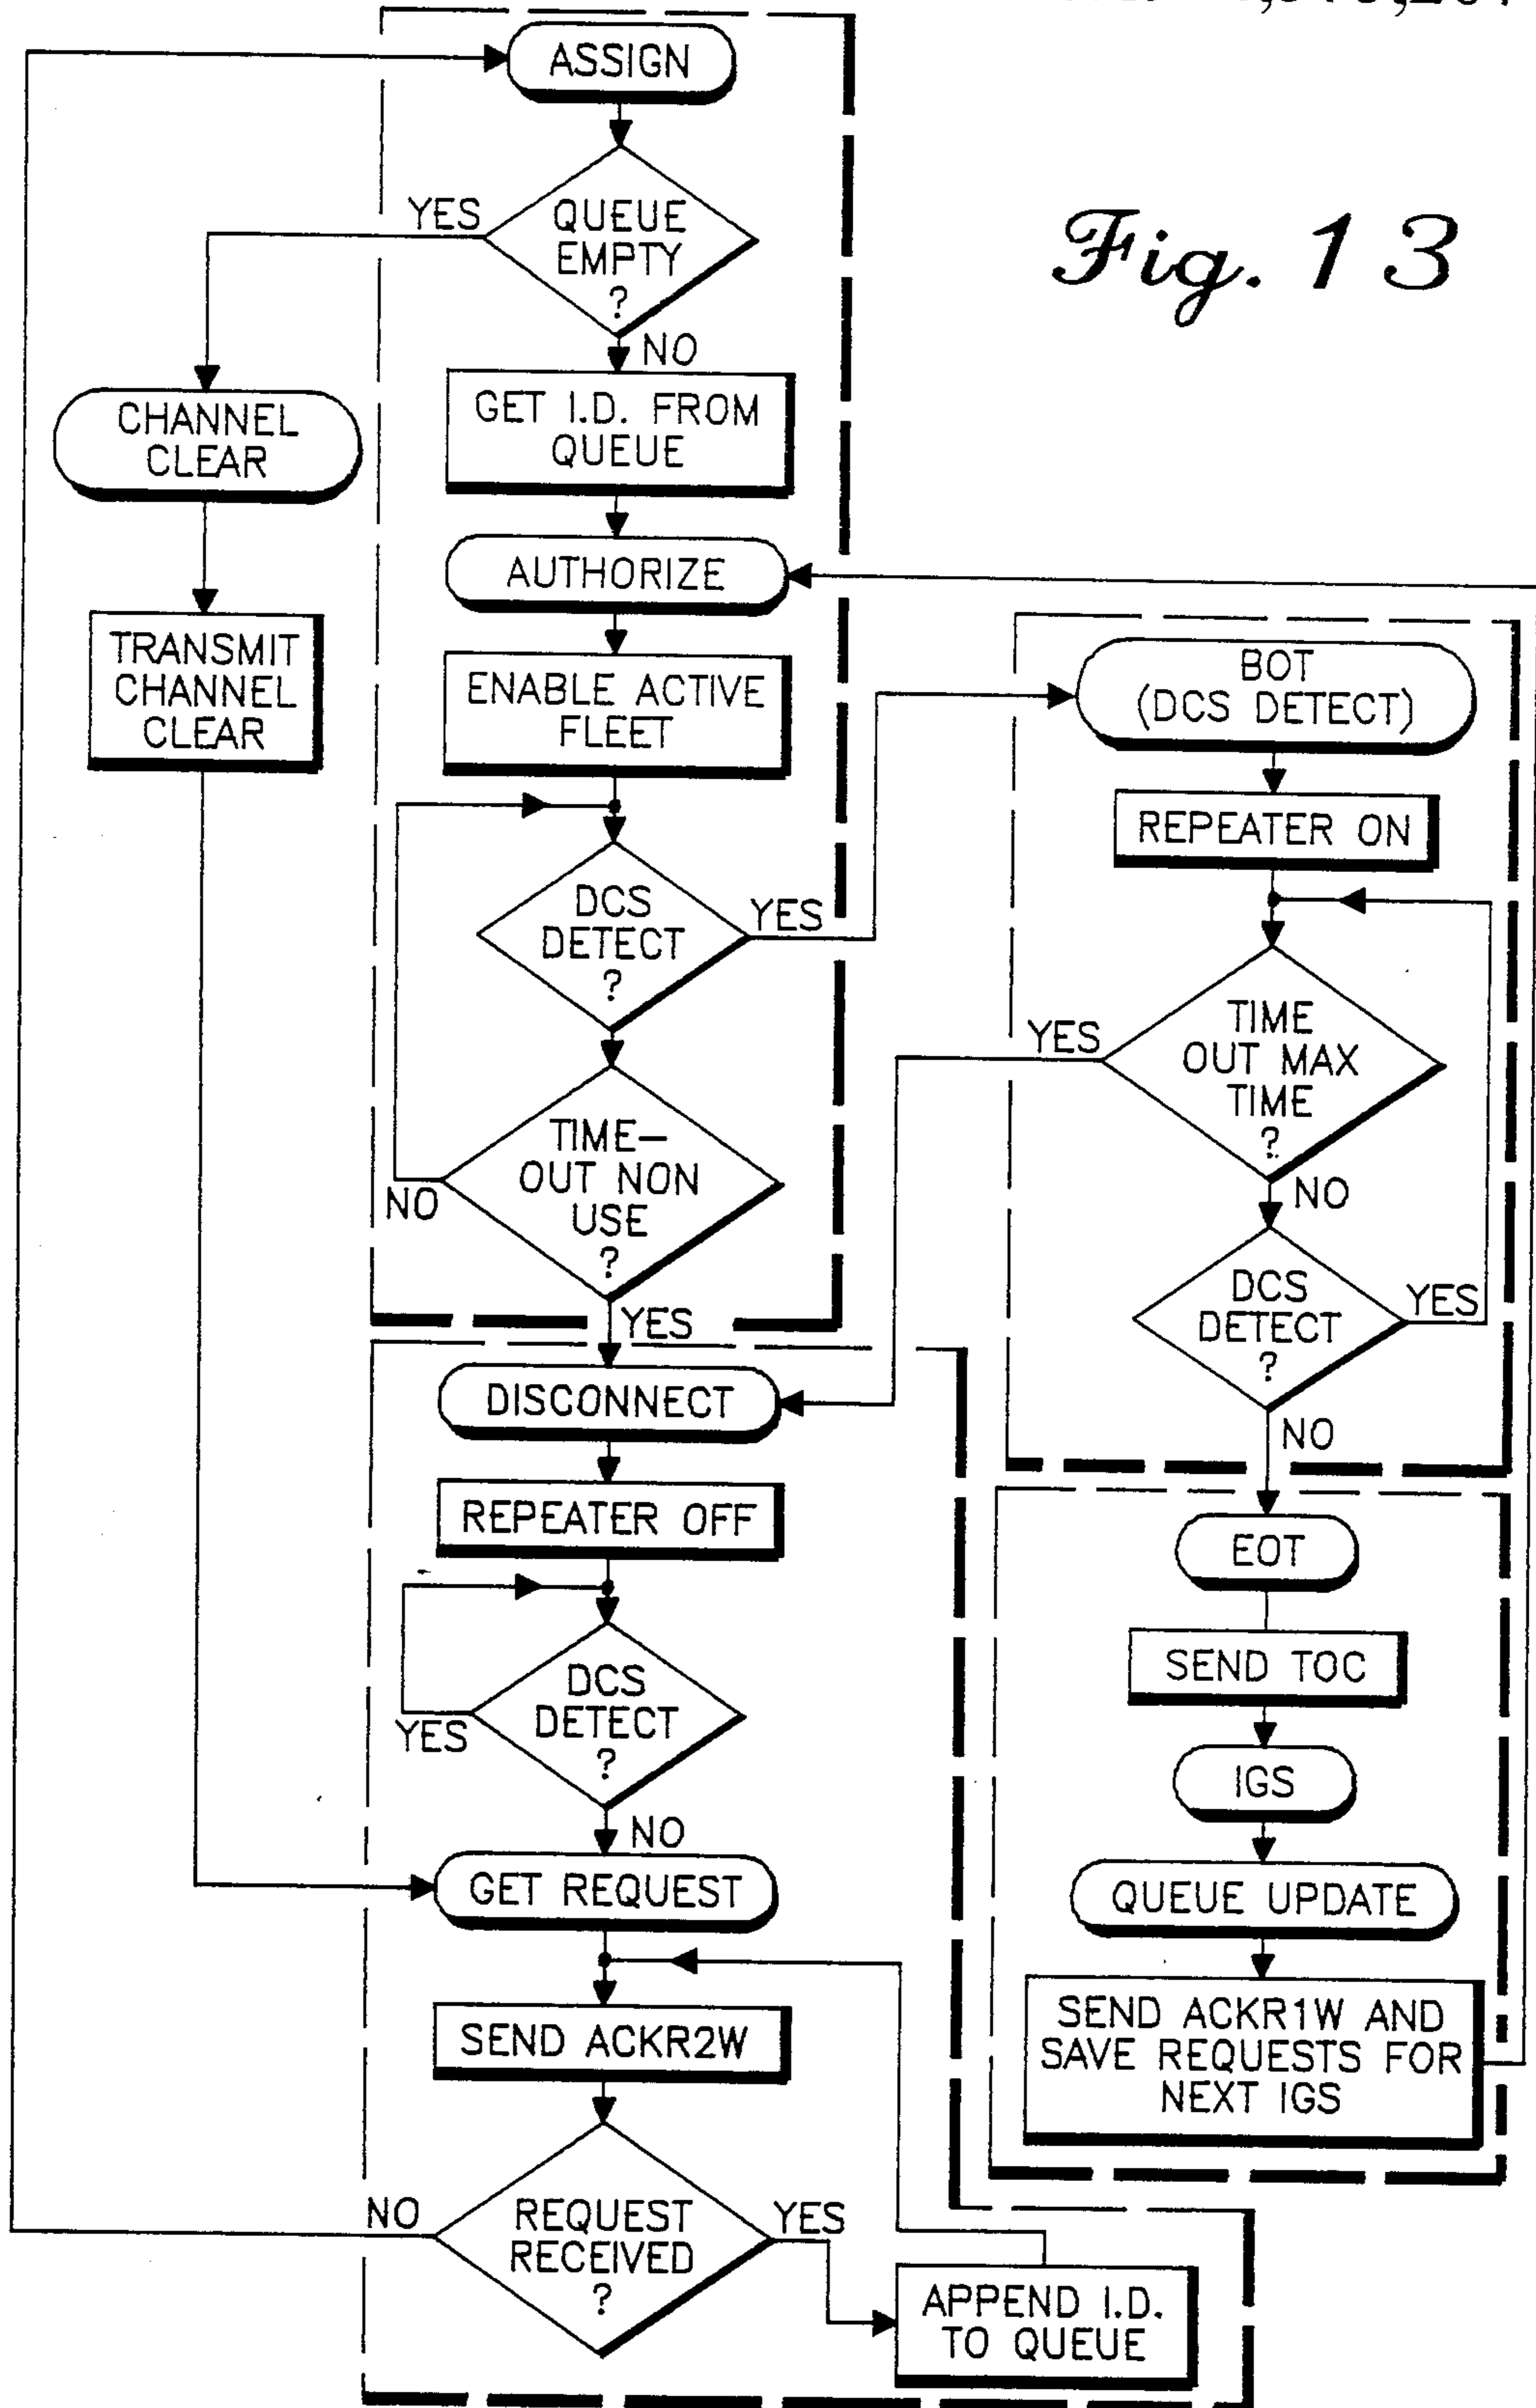 ASSIGN
YES
QUEUE
EMPTY
?
NO
Fig. 13
CHANNEL
CLEAR
GET I.D. FROM
QUEUE
AUTHORIZE
TRANSMIT
CHANNEL
CLEAR
ENABLE ACTIVE
FLEET
BOT
(DCS DETECT)
REPEATER ON
DCS
DETECT
?
YES
TIME
OUT MAX
TIME
?
YES
NO
TIME-
OUT NON
USE
?
NO
YES
DCS
DETECT
?
YES
NO
DISCONNECT
REPEATER OFF
EOT
SEND TOC
DCS
DETECT
?
YES
NO
IGS
GET REQUEST
QUEUE UPDATE
SEND ACKR2W
SEND ACKR1W AND
SAVE REQUESTS FOR
NEXT IGS
NO
REQUEST
RECEIVED
?
YES
APPEND I.D.
TO QUEUE